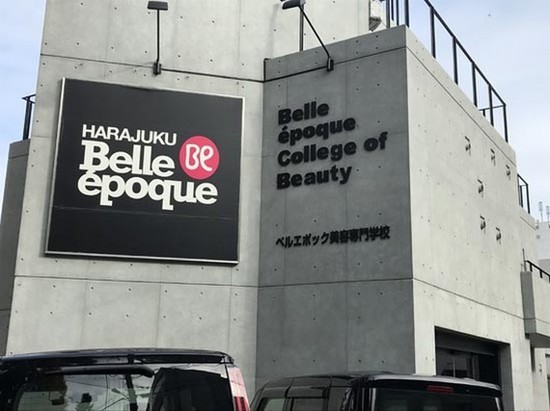 HARAJUKU
Belle
époque
Be
Belle
époque
College of
Beauty
ベルエポック美容専門学校